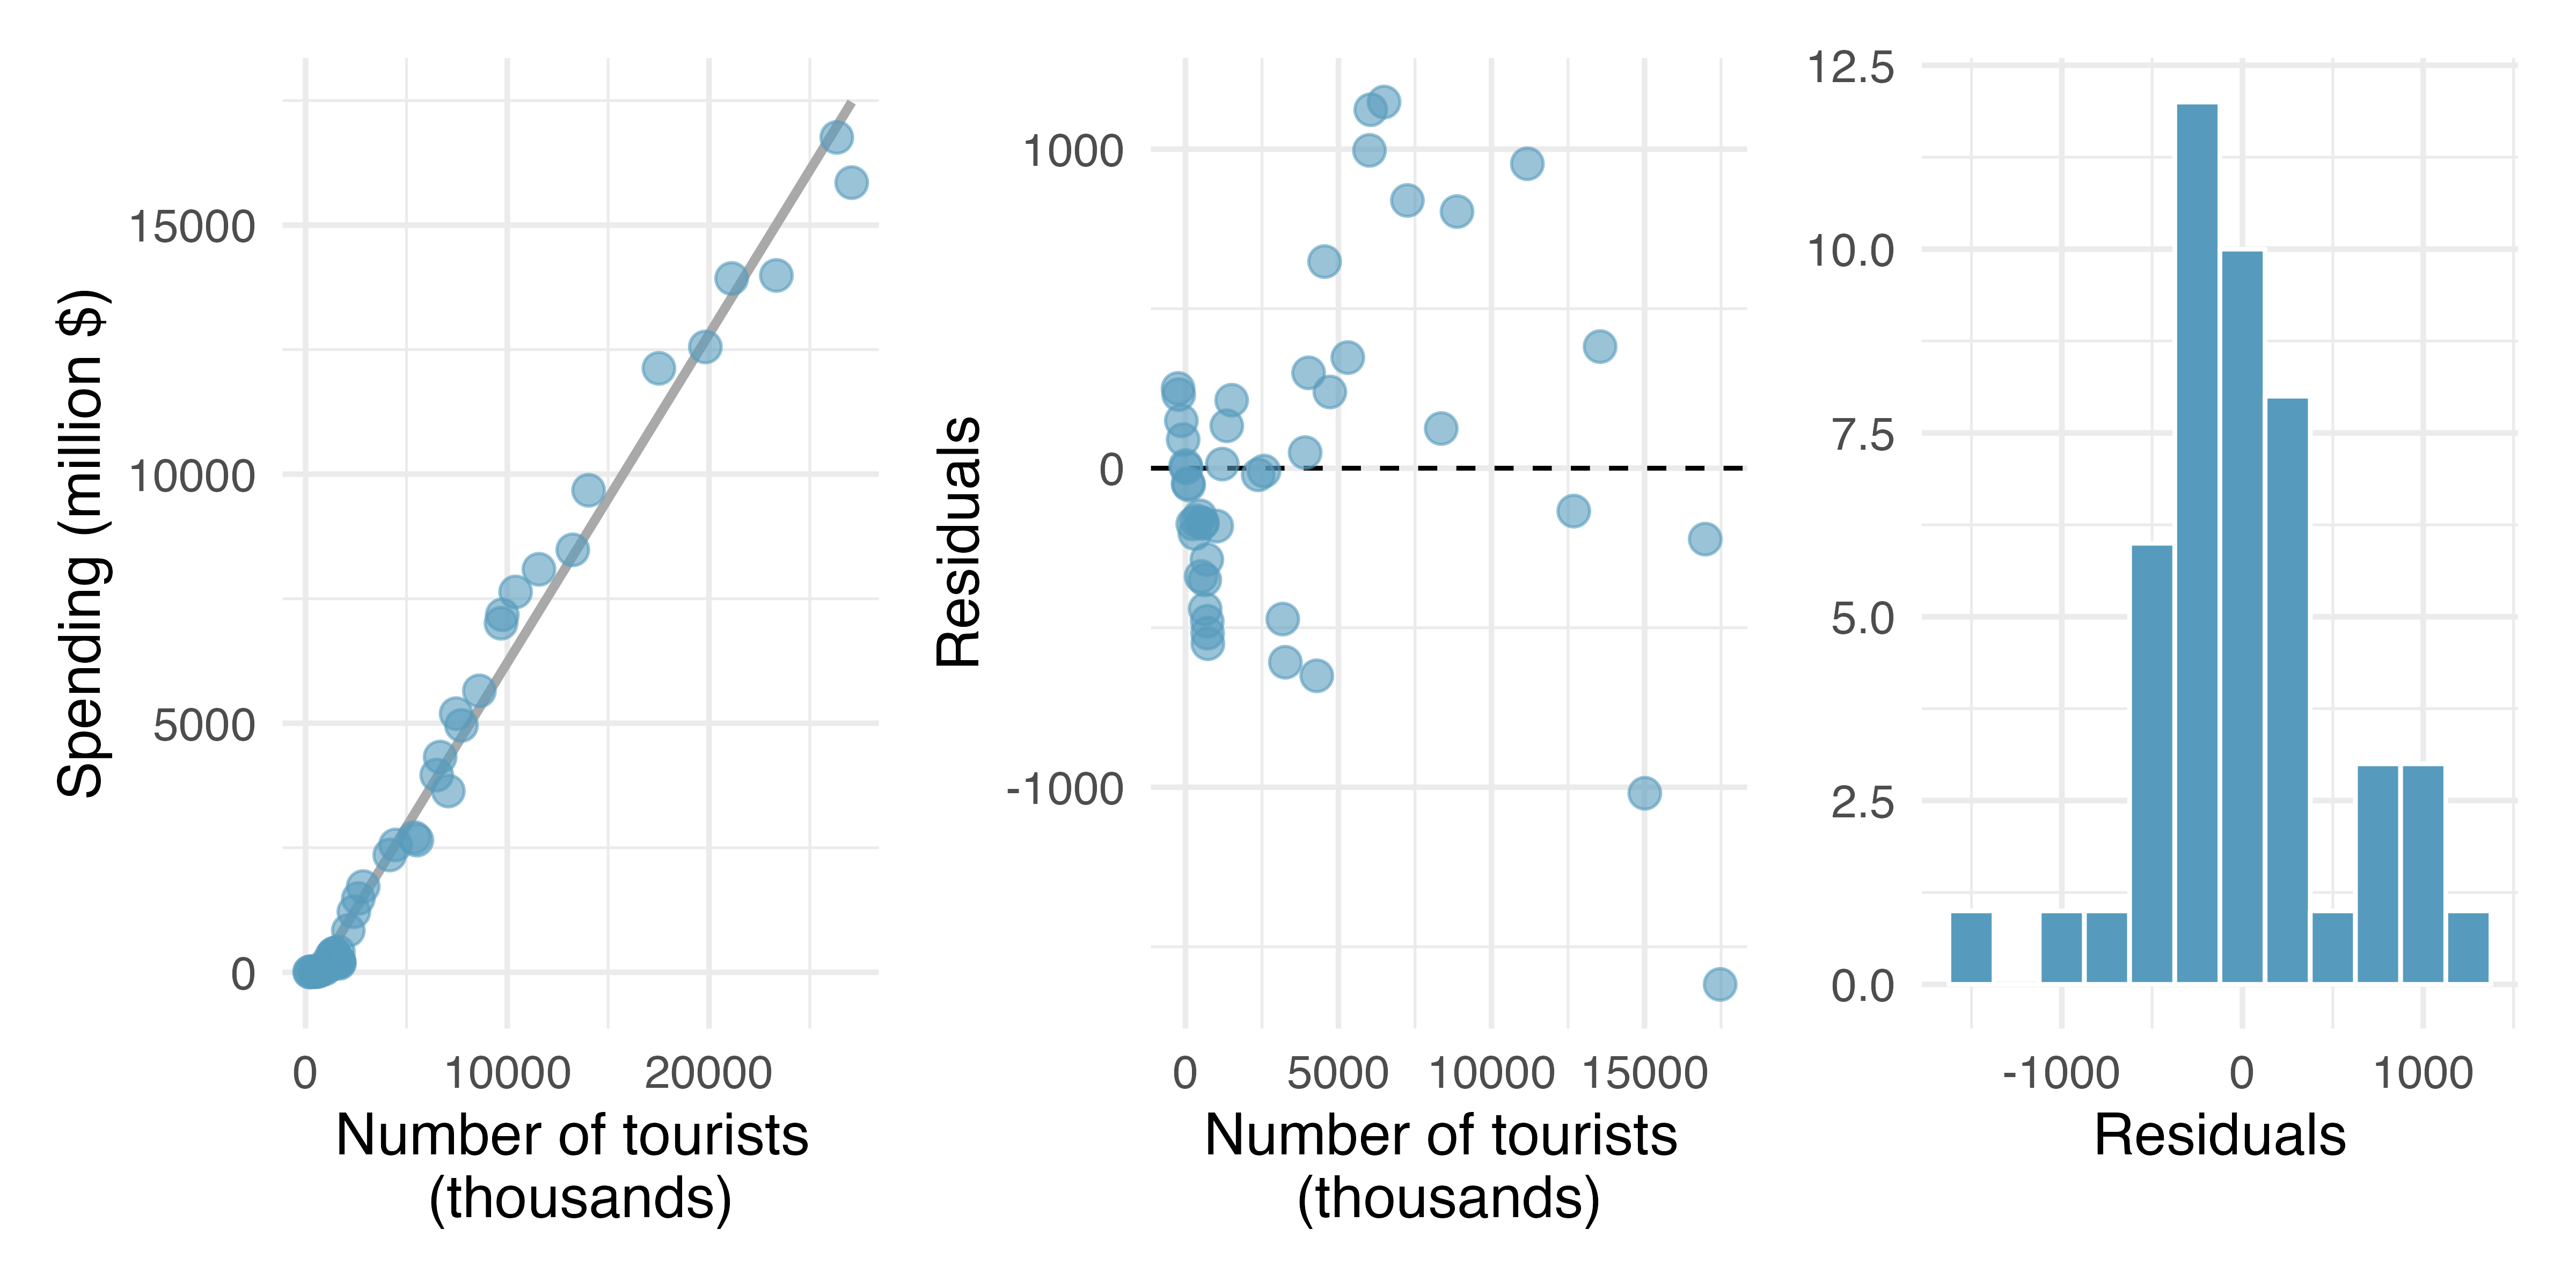 Spending (million $)
15000
10000
5000
0
0 10000 20000
Number of tourists
(thousands)
Residuals
1000
0
-1000
0 5000 10000 15000
Number of tourists
(thousands)
12.5
10.0
7.5
5.0
2.5
0.0
-1000 0 1000
Residuals